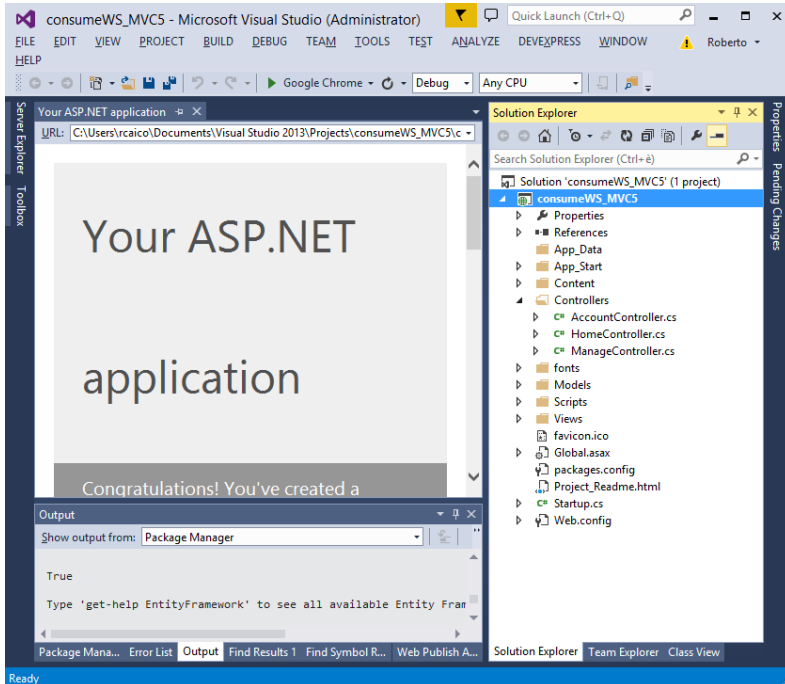 consumeWS_MVC5 - Microsoft Visual Studio (Administrator)
Quick Launch (Ctrl+Q)
FILE EDIT VIEW PROJECT BUILD DEBUG TEAM TOOLS TEST ANALYZE DEVEXPRESS WINDOW Roberto
HELP
Google Chrome Debug Any CPU
Server Explorer
Toolbox
Your ASP.NET application
URL: C:\Users\rcaico\Documents\Visual Studio 2013\Projects\consumeWS_MVC5\c
Your ASP.NET
application
Congratulations! You've created a
Output
Show output from: Package Manager
True
Type 'get-help EntityFramework' to see all available Entity Fram
Package Mana... Error List Output Find Results 1 Find Symbol R... Web Publish A...
Solution Explorer
Search Solution Explorer (Ctrl+è)
Solution 'consumeWS_MVC5' (1 project)
consumeWS_MVC5
Properties
References
App_Data
App_Start
Content
Controllers
C# AccountController.cs
C# HomeController.cs
C# ManageController.cs
fonts
Models
Scripts
Views
favicon.ico
Global.asax
packages.config
Project_Readme.html
C# Startup.cs
Web.config
Solution Explorer Team Explorer Class View
Properties
Pending Changes
Ready